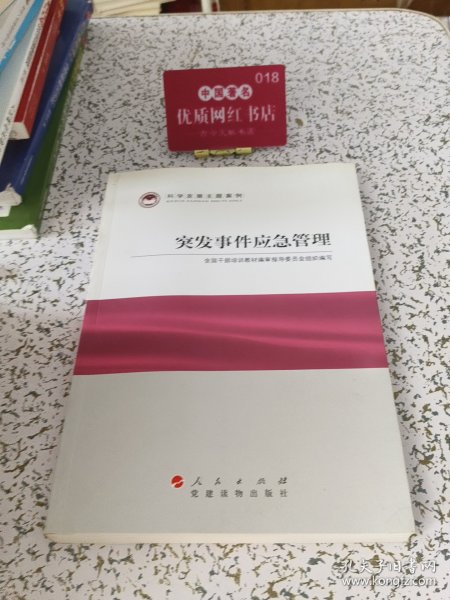 018
中国著名
优质网红书店
科学发展主题案例
突发事件应急管理
全国干部培训教材编审指导委员会组织编写
人民出版社
党建读物出版社
孔夫子旧书网
www.kongfz.com